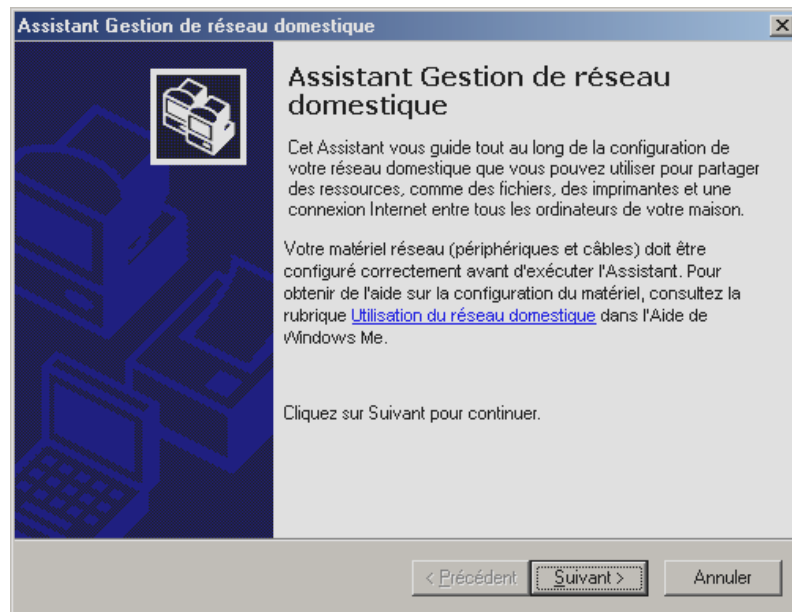 Assistant Gestion de réseau domestique
Assistant Gestion de réseau
domestique
Cet Assistant vous guide tout au long de la configuration de
votre réseau domestique que vous pouvez utiliser pour partager
des ressources, comme des fichiers, des imprimantes et une
connexion Internet entre tous les ordinateurs de votre maison.
Votre matériel réseau (périphériques et câbles) doit être
configuré correctement avant d'exécuter l'Assistant. Pour
obtenir de l'aide sur la configuration du matériel, consultez la
rubrique Utilisation du réseau domestique dans l'Aide de
Windows Me.
Cliquez sur Suivant pour continuer.
< Précédent Suivant > Annuler